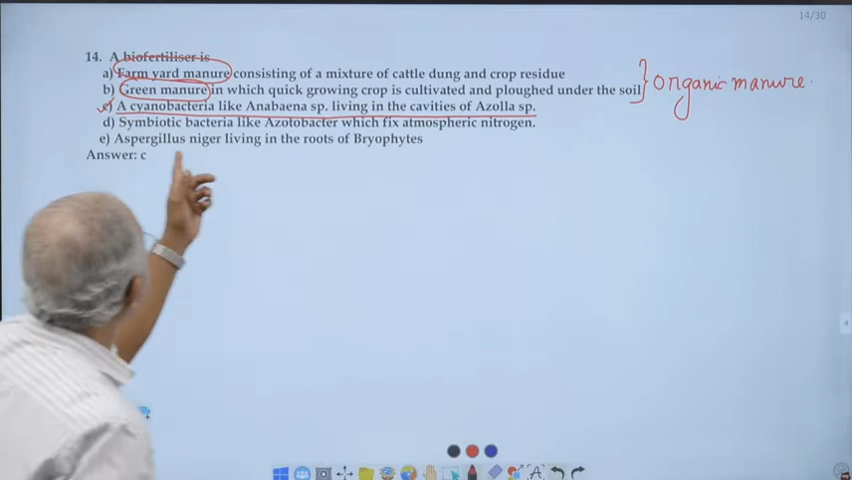 14/30
14. A biofertiliser is
a) Farm yard manure consisting of a mixture of cattle dung and crop residue
b) Green manure in which quick growing crop is cultivated and ploughed under the soil
organic manure.
c) A cyanobacteria like Anabaena sp. living in the cavities of Azolla sp.
d) Symbiotic bacteria like Azotobacter which fix atmospheric nitrogen.
e) Aspergillus niger living in the roots of Bryophytes
Answer: c